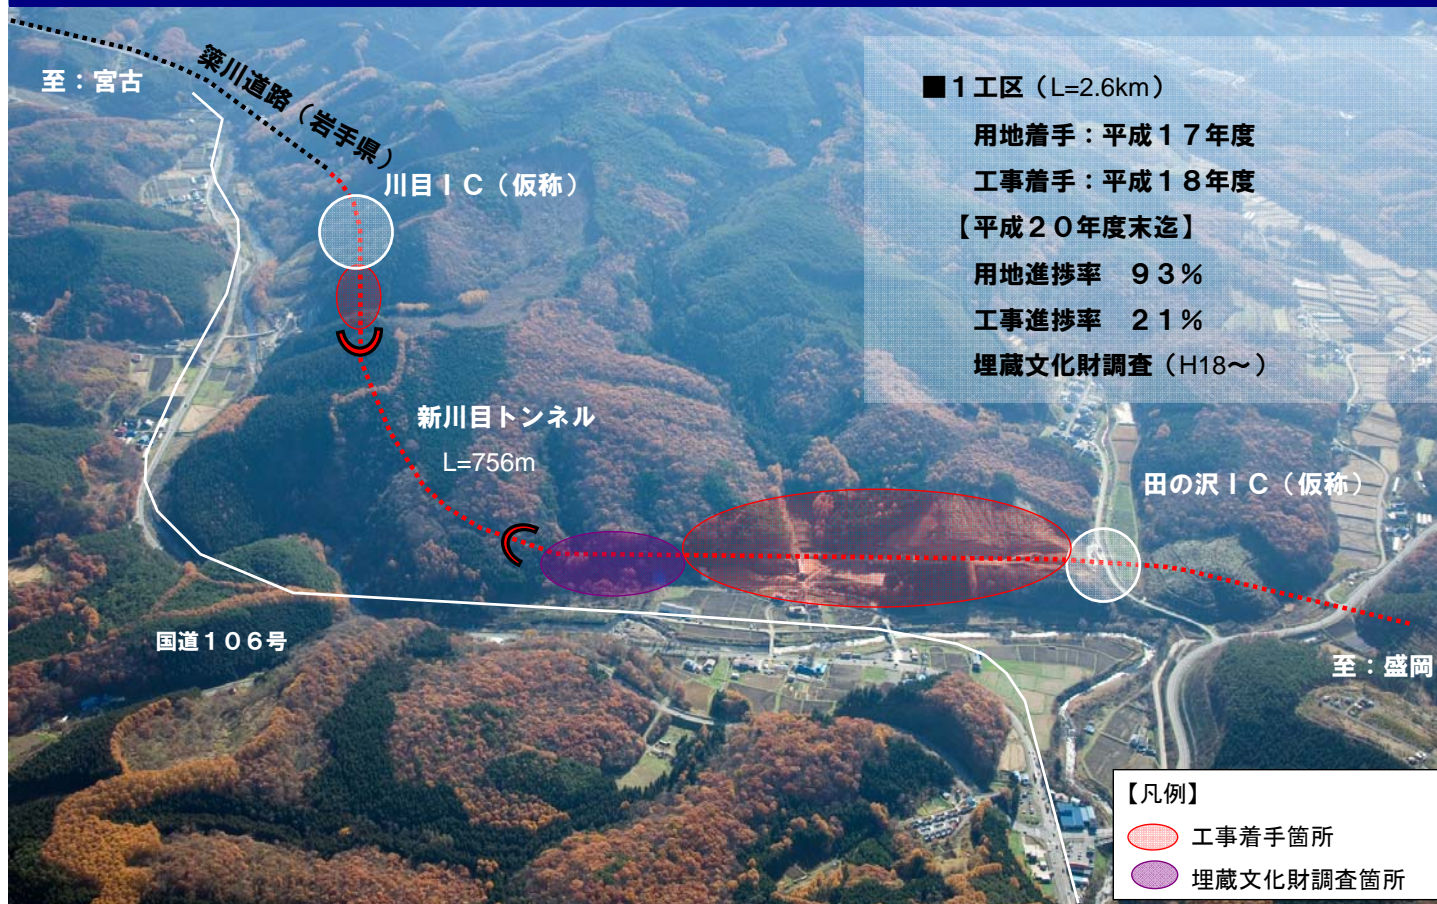 至：宮古
簗川道路（岩手県）
川目ＩＣ（仮称）
■１工区（L=2.6km）
用地着手：平成１７年度
工事着手：平成１８年度
【平成２０年度末迄】
用地進捗率　９３％
工事進捗率　２１％
埋蔵文化財調査（H18～）
新川目トンネル
L=756m
田の沢ＩＣ（仮称）
国道１０６号
至：盛岡
【凡例】
工事着手箇所
埋蔵文化財調査箇所